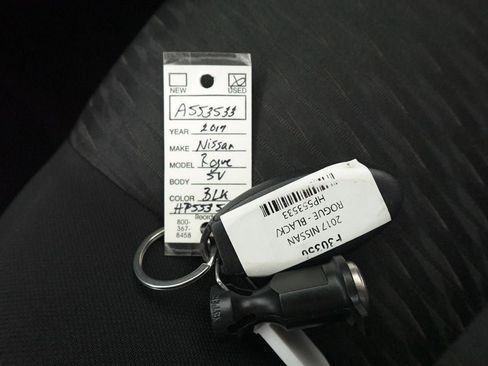 NEW USED
A553533
YEAR 2017
MAKE Nissan
MODEL Rogue
BODY SV
COLOR BLK
HP5535
800-
367-
8458
2017 NISSAN
ROGUE - BLACK/
HP553533